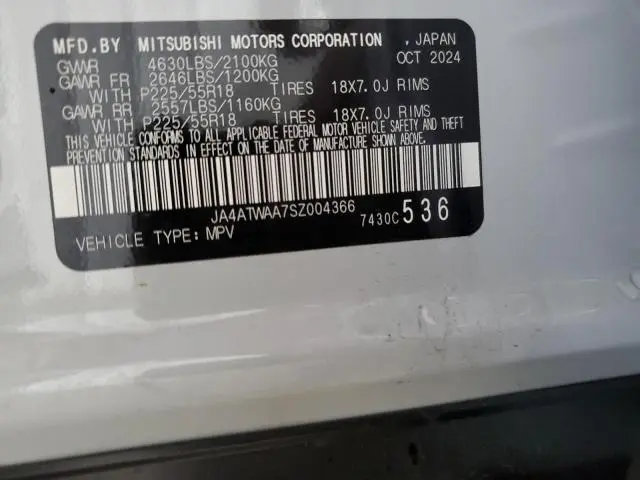 MFD.BY MITSUBISHI MOTORS CORPORATION , JAPAN
GVWR 4630LBS/2100KG OCT 2024
GAWR FR 2646LBS/1200KG
WITH P225/55R18 TIRES 18X7.0J RIMS
GAWR RR 2557LBS/1160KG
WITH P225/55R18 TIRES 18X7.0J RIMS
THIS VEHICLE CONFORMS TO ALL APPLICABLE FEDERAL MOTOR VEHICLE SAFETY AND THEFT
PREVENTION STANDARDS IN EFFECT ON THE DATE OF MANUFACTURE SHOWN ABOVE.
JA4ATWAA7SZ004366 7430C 536
VEHICLE TYPE: MPV